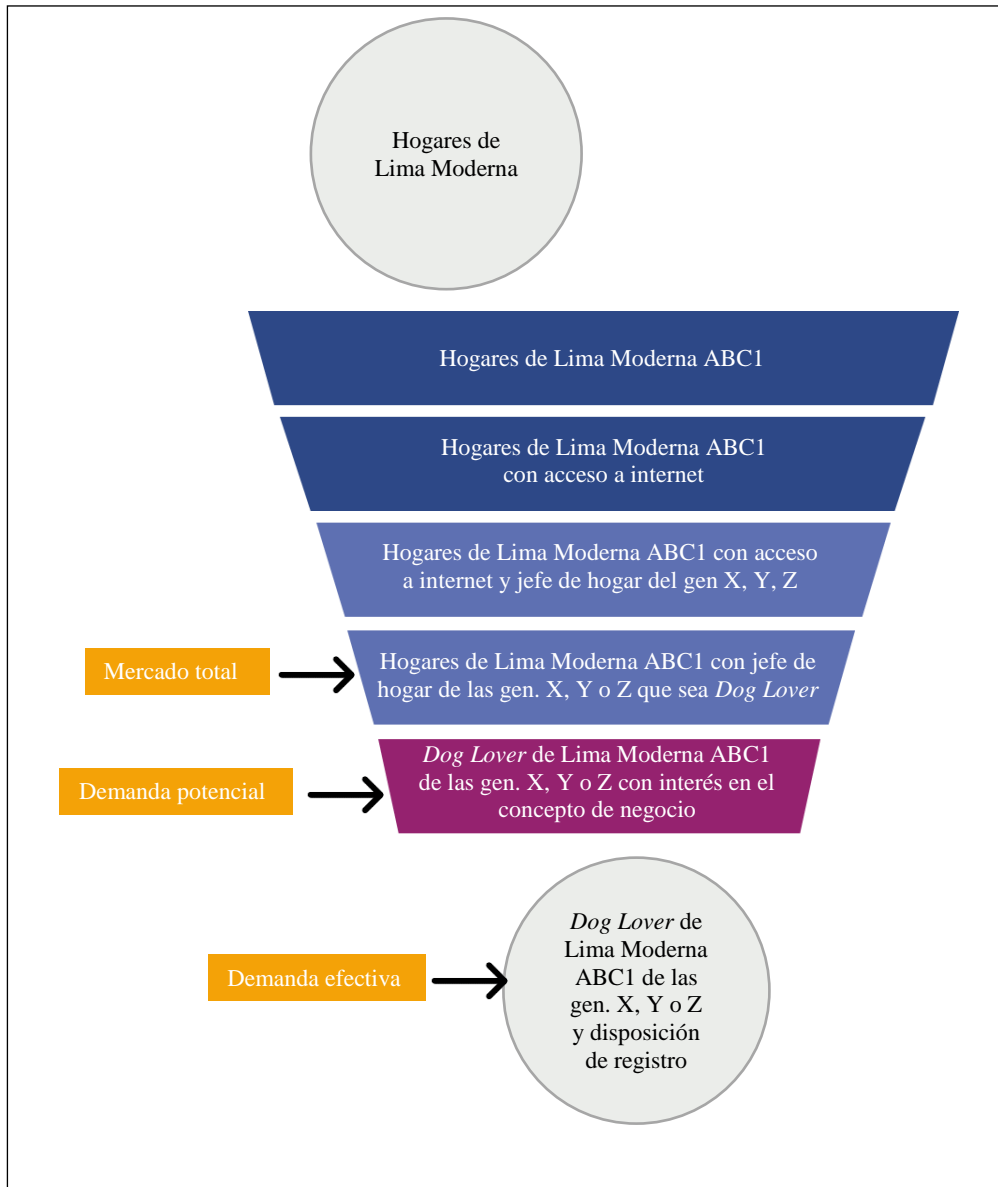 Hogares de
Lima Moderna
Hogares de Lima Moderna ABC1
Hogares de Lima Moderna ABC1
con acceso a internet
Hogares de Lima Moderna ABC1 con acceso
a internet y jefe de hogar del gen X, Y, Z
Mercado total
Hogares de Lima Moderna ABC1 con jefe de
hogar de las gen. X, Y o Z que sea Dog Lover
Demanda potencial
Dog Lover de Lima Moderna ABC1
de las gen. X, Y o Z con interés en el
concepto de negocio
Demanda efectiva
Dog Lover de
Lima Moderna
ABC1 de las
gen. X, Y o Z
y disposición
de registro